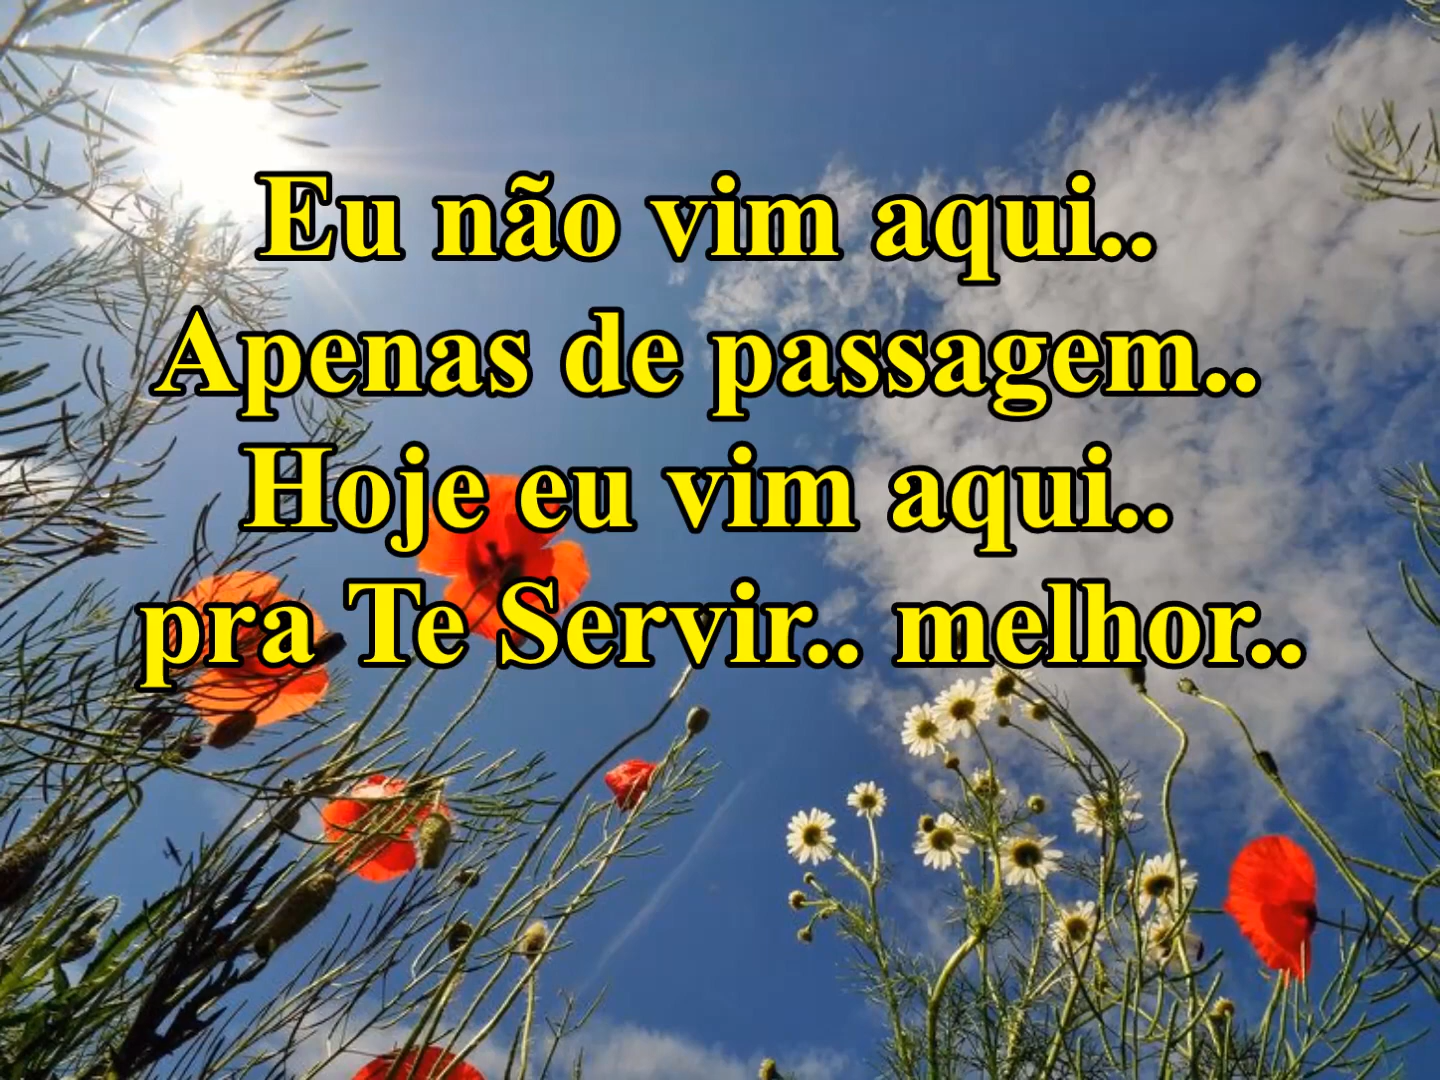 Eu não vim aqui..
Apenas de passagem..
Hoje eu vim aqui..
pra Te Servir.. melhor..